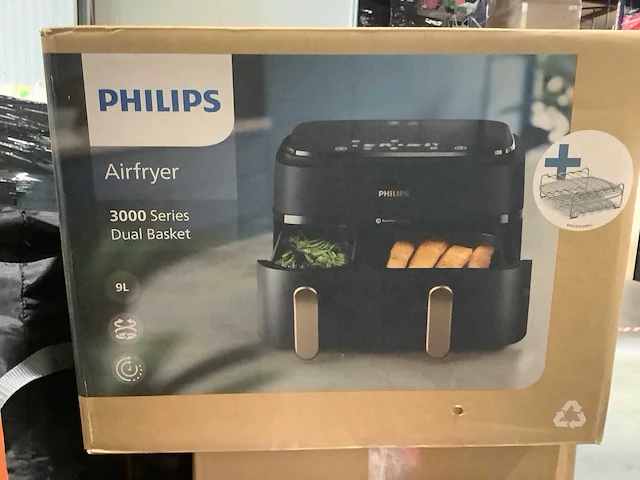 PHILIPS
Airfryer
3000 Series
Dual Basket
9L
PHILIPS